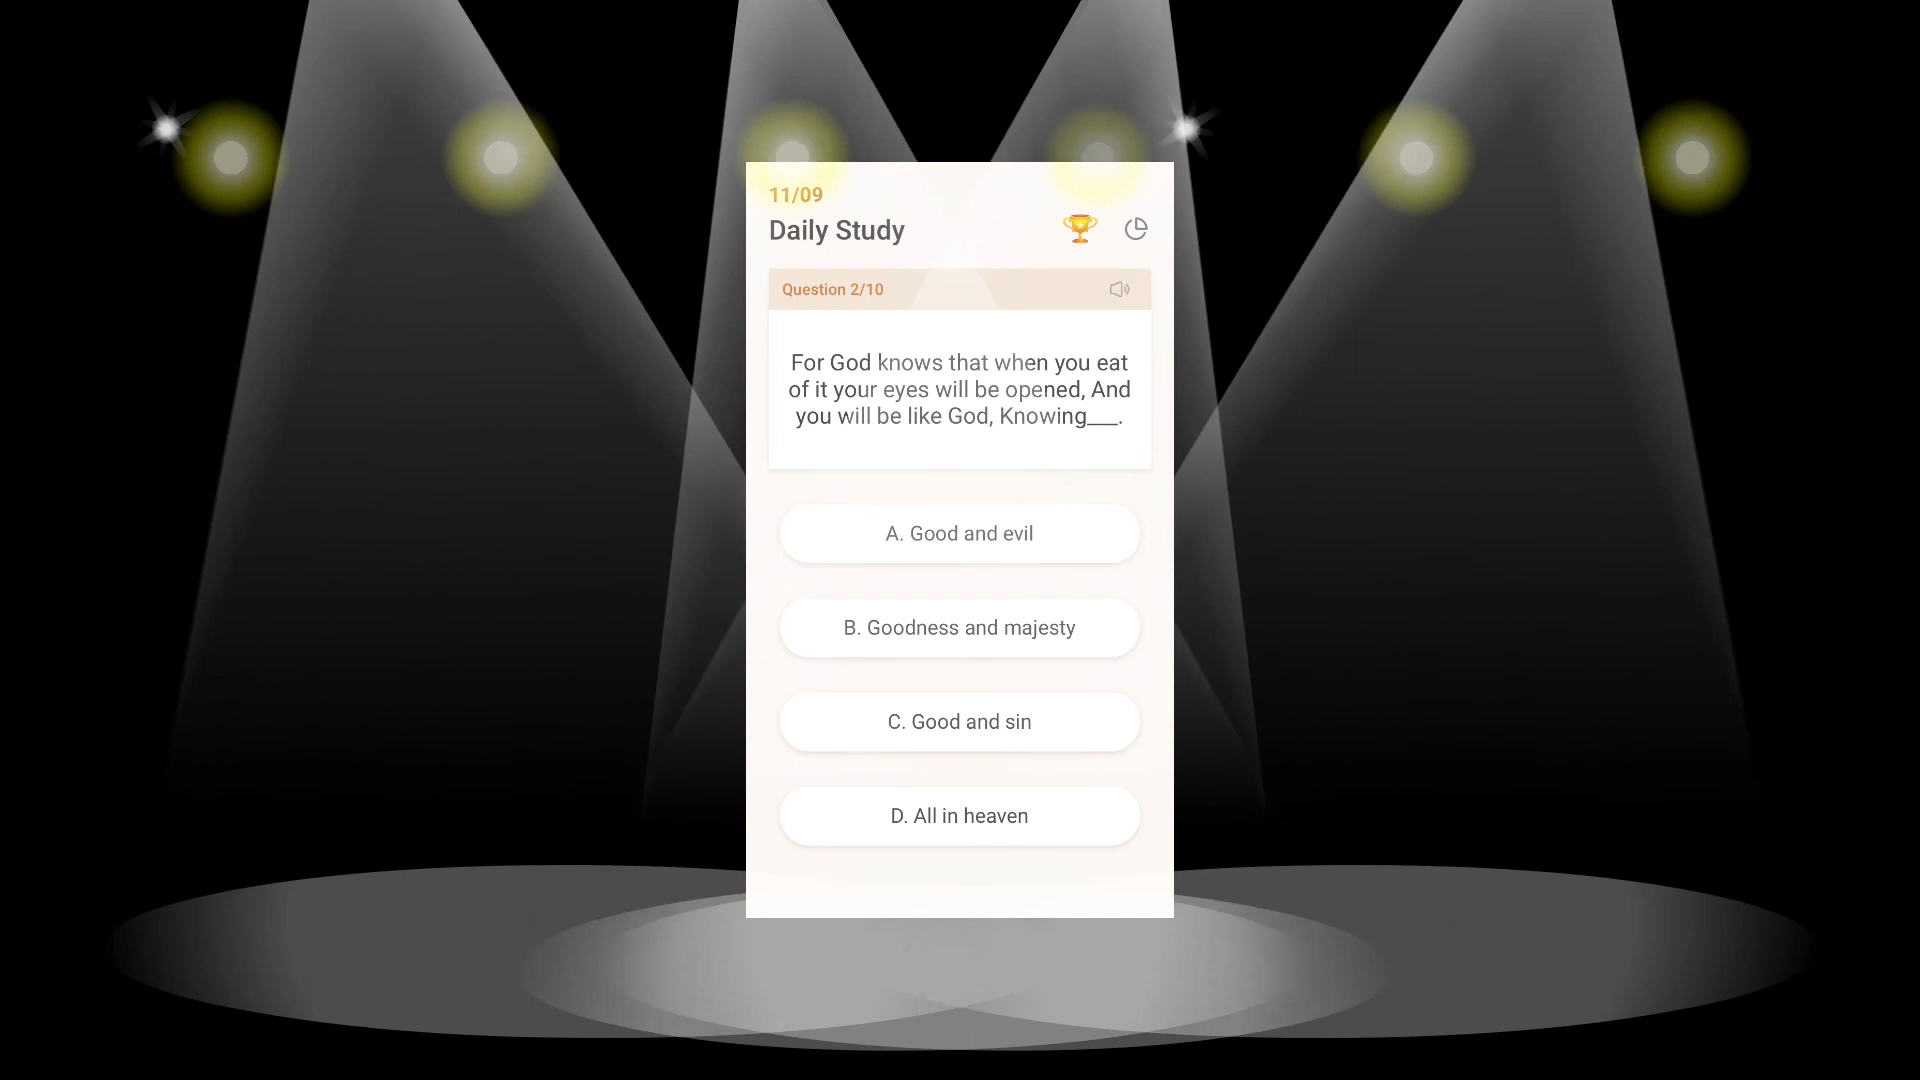 11/09
Daily Study
Question 2/10
For God knows that when you eat
of it your eyes will be opened, And
you will be like God, Knowing___.
A. Good and evil
B. Goodness and majesty
C. Good and sin
D. All in heaven